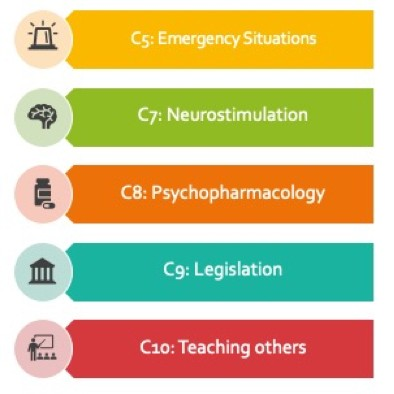 C5: Emergency Situations
C7: Neurostimulation
C8: Psychopharmacology
C9: Legislation
C10: Teaching others